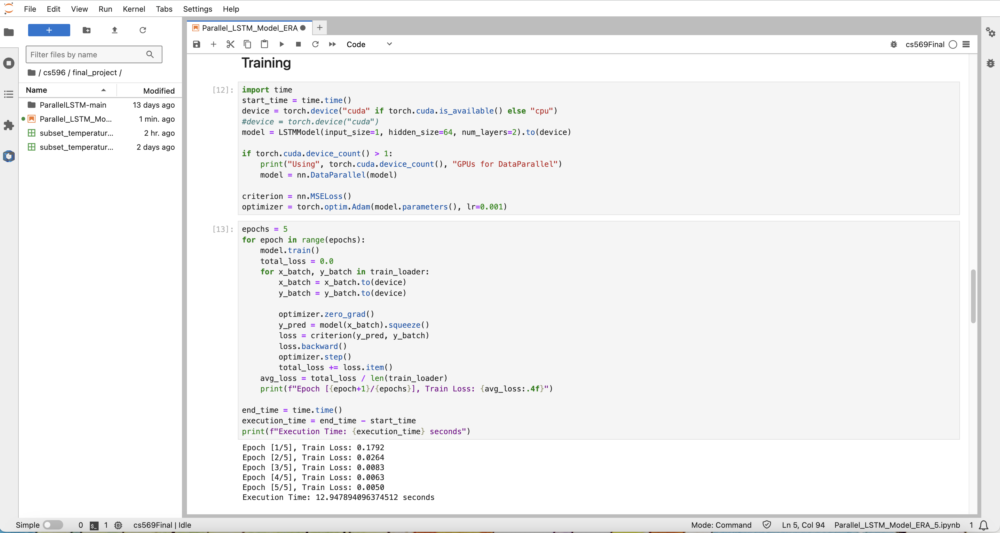 File Edit View Run Kernel Tabs Settings Help
+
Filter files by name
/ cs596 / final_project /
Name Modified
ParallelLSTM-main 13 days ago
Parallel_LSTM_Mo... 1 min. ago
subset_temperatur... 2 hr. ago
subset_temperatur... 2 days ago
Parallel_LSTM_Model_ERA
+
Code
cs569Final
Training
[12]:
import time
start_time = time.time()
device = torch.device("cuda" if torch.cuda.is_available() else "cpu")
#device = torch.device("cuda")
model = LSTMModel(input_size=1, hidden_size=64, num_layers=2).to(device)
if torch.cuda.device_count() > 1:
    print("Using", torch.cuda.device_count(), "GPUs for DataParallel")
    model = nn.DataParallel(model)
criterion = nn.MSELoss()
optimizer = torch.optim.Adam(model.parameters(), lr=0.001)
[13]:
epochs = 5
for epoch in range(epochs):
    model.train()
    total_loss = 0.0
    for x_batch, y_batch in train_loader:
        x_batch = x_batch.to(device)
        y_batch = y_batch.to(device)
        optimizer.zero_grad()
        y_pred = model(x_batch).squeeze()
        loss = criterion(y_pred, y_batch)
        loss.backward()
        optimizer.step()
        total_loss += loss.item()
    avg_loss = total_loss / len(train_loader)
    print(f"Epoch [{epoch+1}/{epochs}], Train Loss: {avg_loss:.4f}")
end_time = time.time()
execution_time = end_time - start_time
print(f"Execution Time: {execution_time} seconds")
Epoch [1/5], Train Loss: 0.1792
Epoch [2/5], Train Loss: 0.0264
Epoch [3/5], Train Loss: 0.0083
Epoch [4/5], Train Loss: 0.0063
Epoch [5/5], Train Loss: 0.0050
Execution Time: 12.947894096374512 seconds
Simple 0 $_ 1 cs569Final | Idle Mode: Command Ln 5, Col 94 Parallel_LSTM_Model_ERA_5.ipynb 1